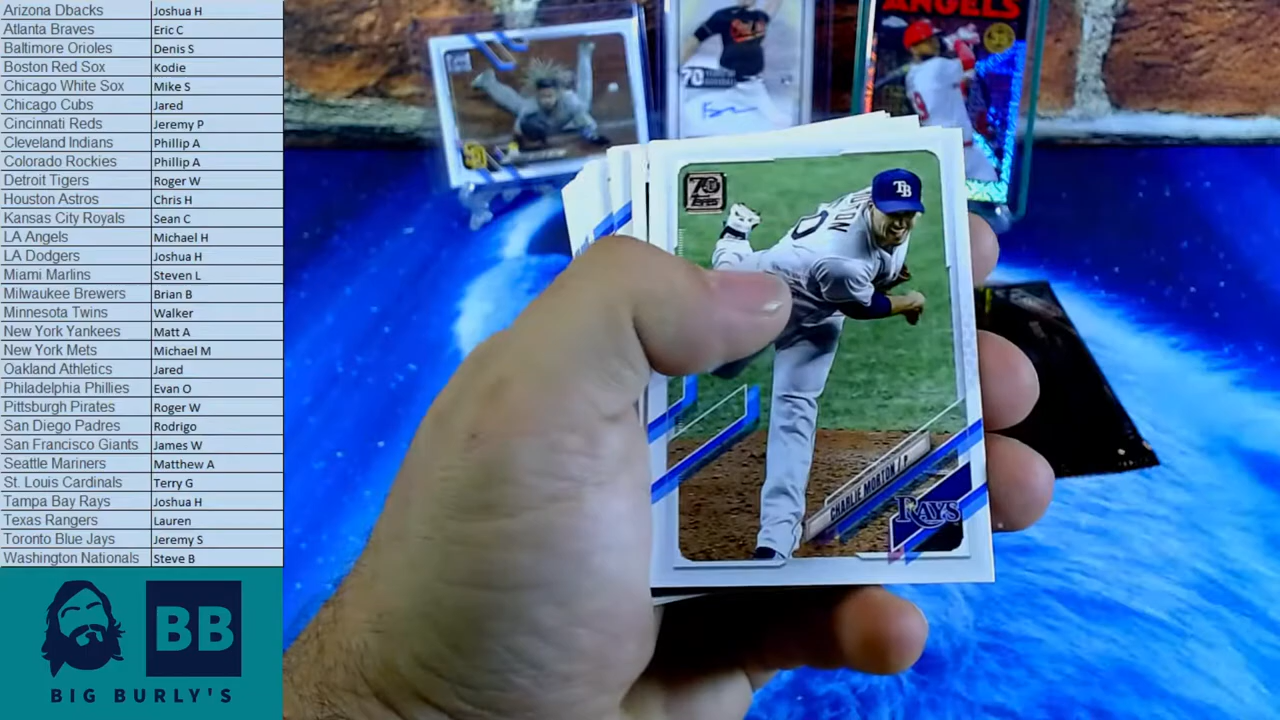 Arizona Dbacks Joshua H
Atlanta Braves Eric C
Baltimore Orioles Denis S
Boston Red Sox Kodie
Chicago White Sox Mike S
Chicago Cubs Jared
Cincinnati Reds Jeremy P
Cleveland Indians Phillip A
Colorado Rockies Phillip A
Detroit Tigers Roger W
Houston Astros Chris H
Kansas City Royals Sean C
LA Angels Michael H
LA Dodgers Joshua H
Miami Marlins Steven L
Milwaukee Brewers Brian B
Minnesota Twins Walker
New York Yankees Matt A
New York Mets Michael M
Oakland Athletics Jared
Philadelphia Phillies Evan O
Pittsburgh Pirates Roger W
San Diego Padres Rodrigo
San Francisco Giants James W
Seattle Mariners Matthew A
St. Louis Cardinals Terry G
Tampa Bay Rays Joshua H
Texas Rangers Lauren
Toronto Blue Jays Jeremy S
Washington Nationals Steve B
BB
BIG BURLY'S
ANGELS
70
70
Topps
TB
CHARLIE MORTON / P
RAYS